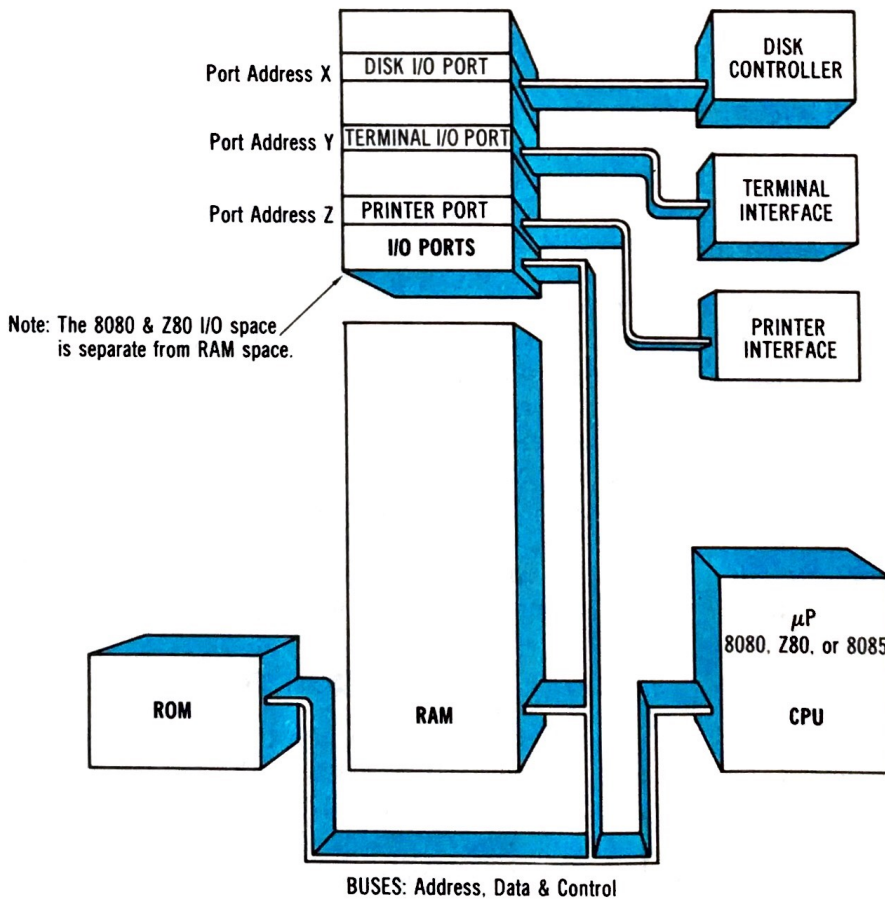 Port Address X
DISK I/O PORT
DISK
CONTROLLER
Port Address Y
TERMINAL I/O PORT
TERMINAL
INTERFACE
Port Address Z
PRINTER PORT
I/O PORTS
PRINTER
INTERFACE
Note: The 8080 & Z80 I/O space
is separate from RAM space.
μP
8080, Z80, or 8085
ROM
RAM
CPU
BUSES: Address, Data & Control